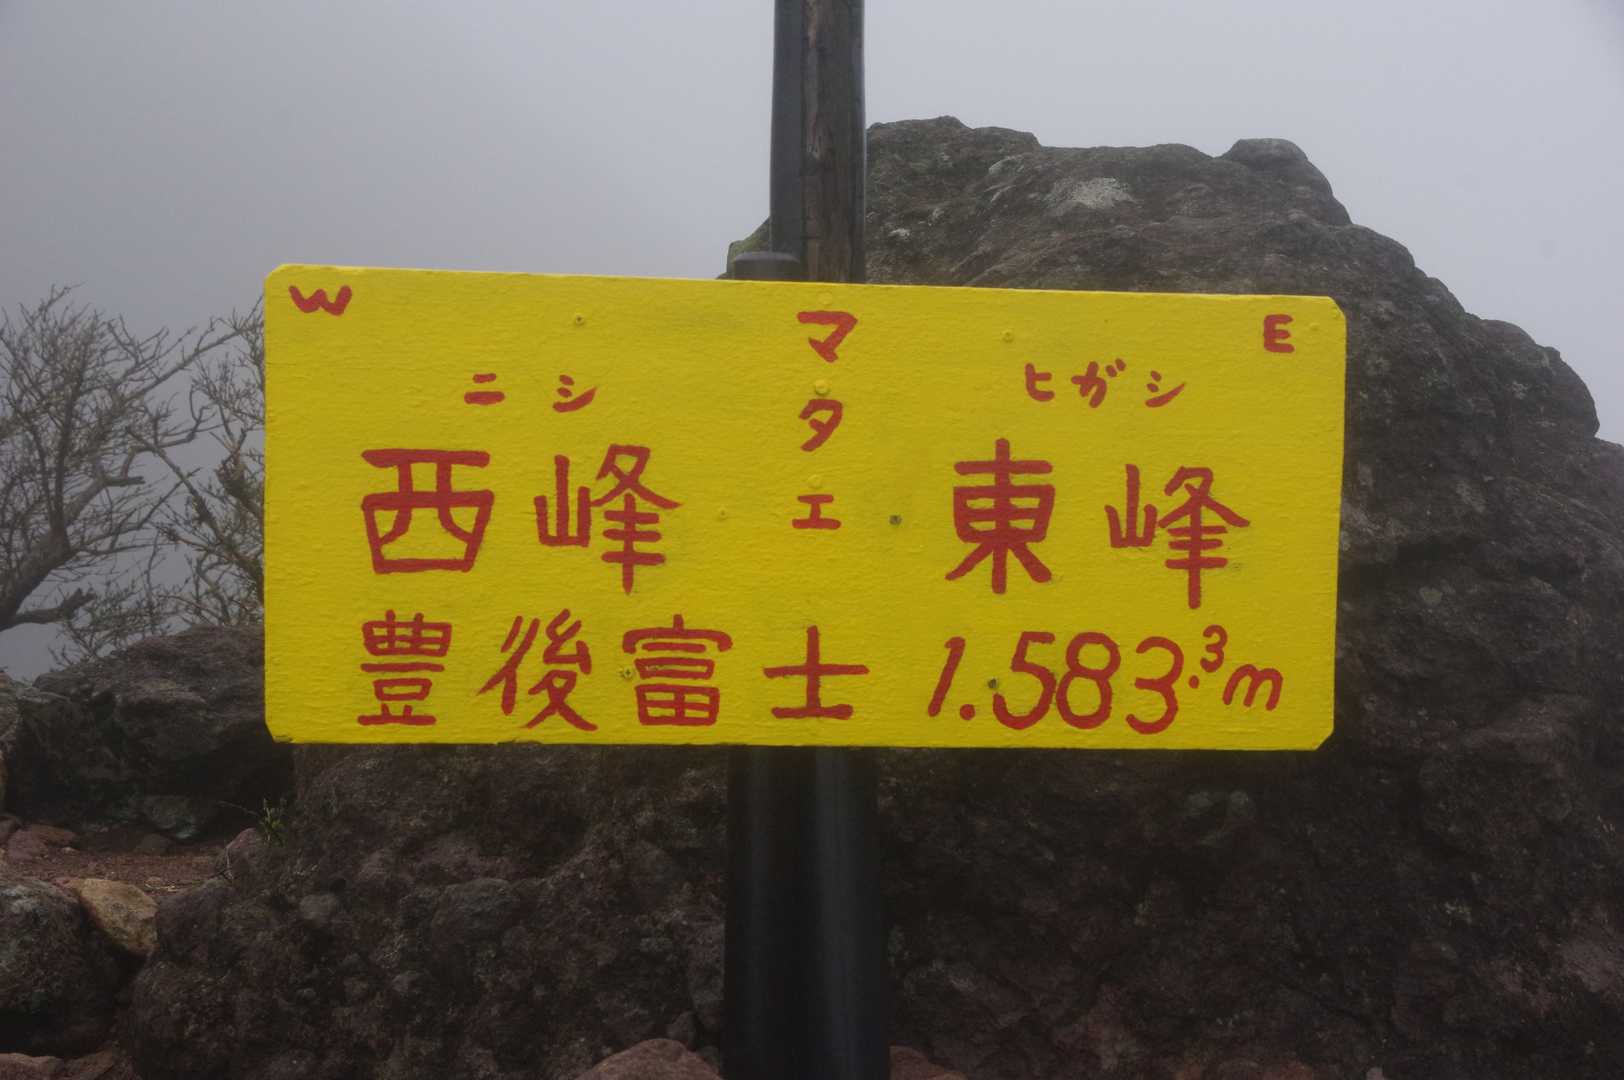 W
E
マタエ
ニシ
ヒガシ
西峰
東峰
豊後富士 1.583.3m